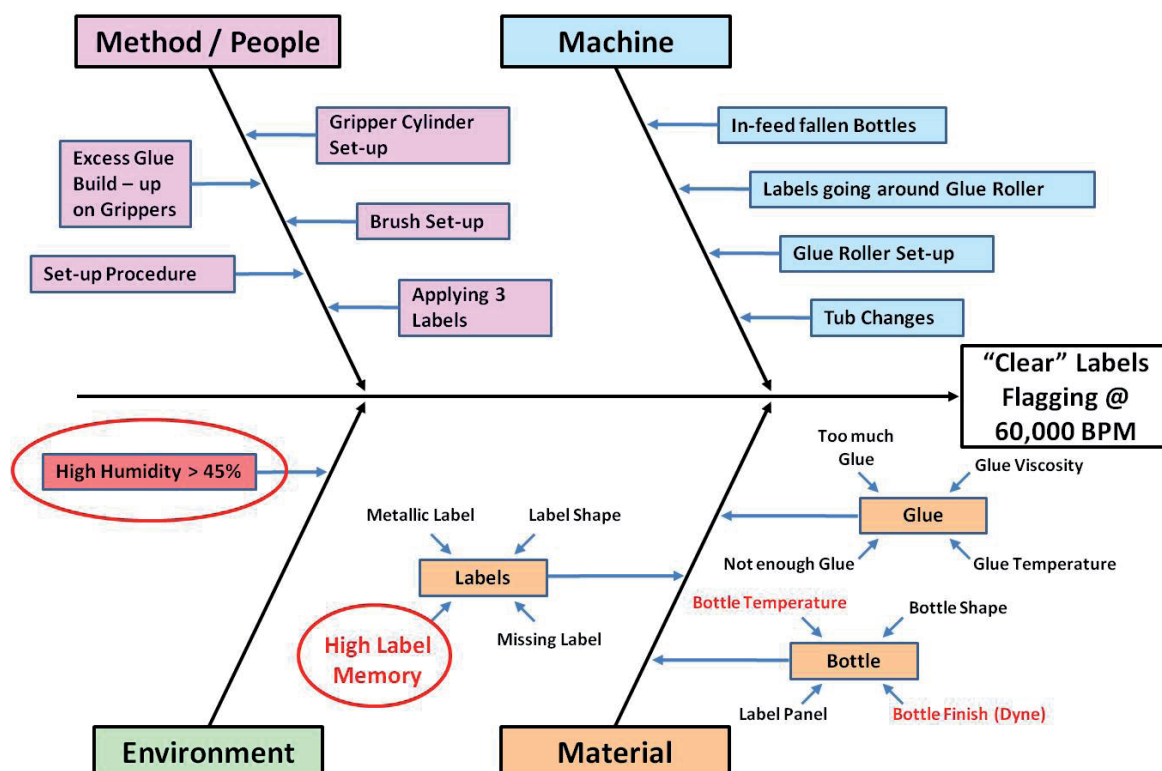 Method / People
Machine
Gripper Cylinder
Set-up
Excess Glue
Build – up
on Grippers
Brush Set-up
Set-up Procedure
Applying 3
Labels
In-feed fallen Bottles
Labels going around Glue Roller
Glue Roller Set-up
Tub Changes
“Clear” Labels
Flagging @
60,000 BPM
High Humidity > 45%
Metallic Label
Label Shape
Labels
High Label
Memory
Missing Label
Too much
Glue
Glue Viscosity
Glue
Not enough Glue
Glue Temperature
Bottle Temperature
Bottle Shape
Bottle
Label Panel
Bottle Finish (Dyne)
Environment
Material